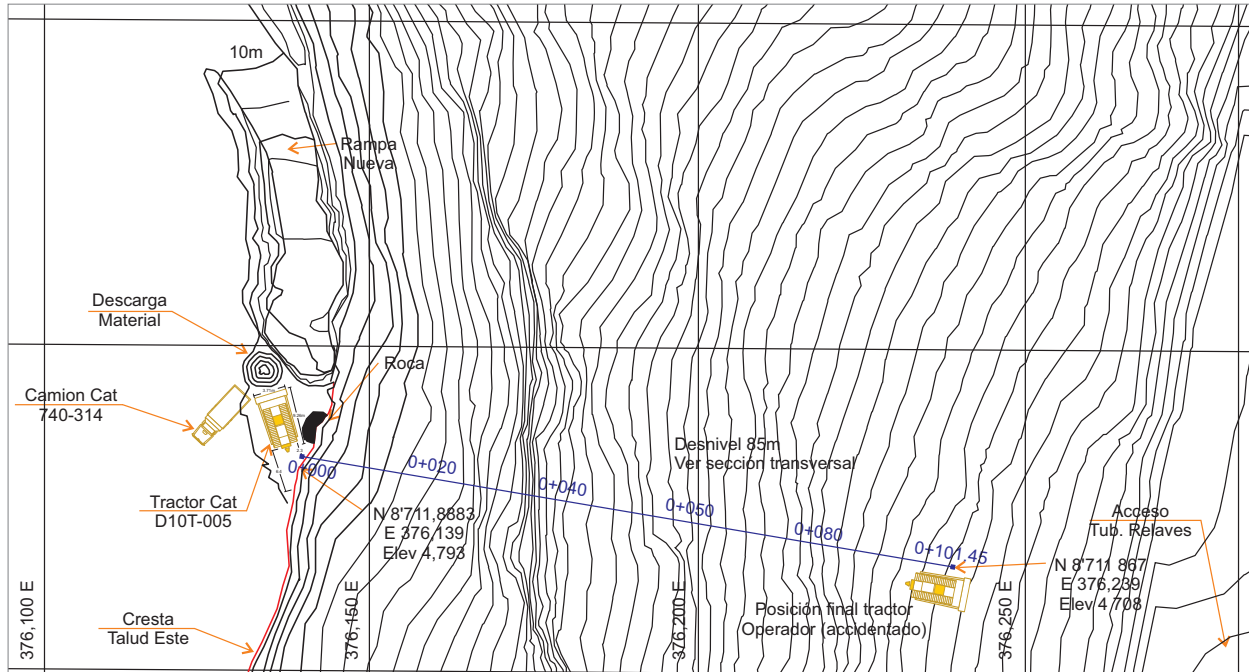 10m
Rampa
Nueva
Descarga
Material
Roca
Camion Cat
740-314
Tractor Cat
D10T-005
0+000
0+020
0+040
0+050
0+080
0+101,45
Desnivel 85m
Ver sección transversal
N 8'711,8883
E 376,139
Elev 4,793
Acceso
Tub. Relaves
N 8'711 867
E 376,239
Elev 4 708
Posición final tractor
Operador (accidentado)
Cresta
Talud Este
376,100 E
376,150 E
376,200 E
376,250 E